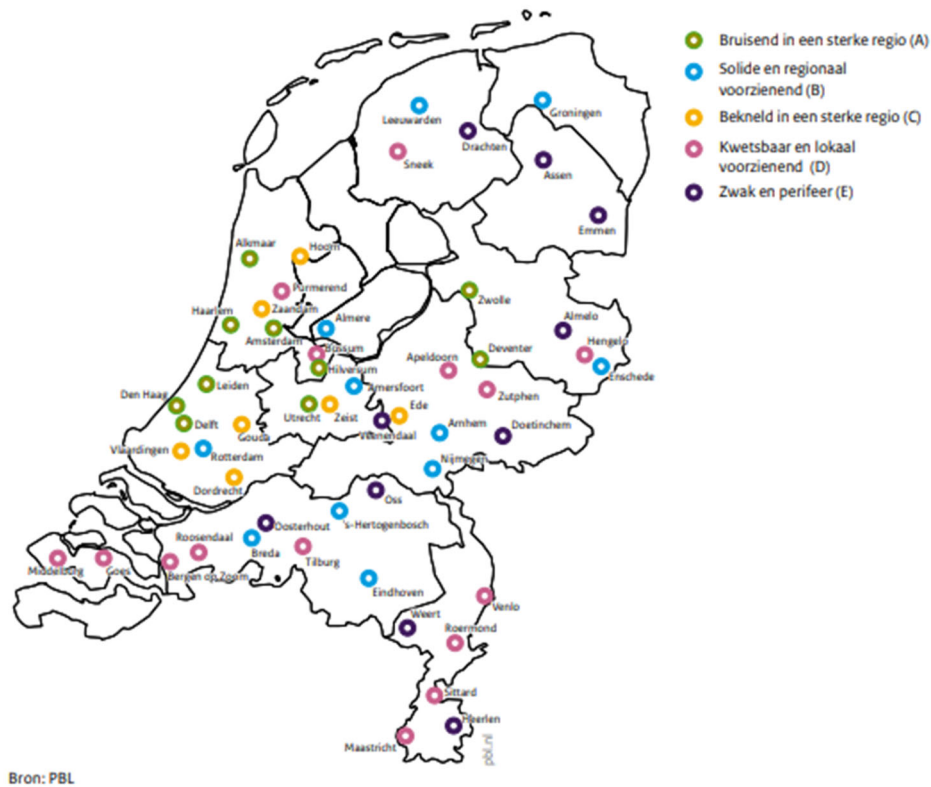 Bruisend in een sterke regio (A)
Solide en regionaal
voorzienend (B)
Bekneld in een sterke regio (C)
Kwetsbaar en lokaal
voorzienend (D)
Zwak en perifeer (E)
Leeuwarden
Groningen
Drachten
Sneek
Assen
Emmen
Alkmaar
Hoorn
Purmerend
Zwolle
Haarlem
Zaandam
Almere
Almelo
Amsterdam
Hengelo
Bussum
Deventer
Apeldoorn
Hilversum
Enschede
Leiden
Amersfoort
Zutphen
Den Haag
Ede
Utrecht
Zeist
Delft
Arnhem
Doetinchem
Gouda
Veenendaal
Vlaardingen
Rotterdam
Nijmegen
Dordrecht
Oss
Oosterhout
's-Hertogenbosch
Roosendaal
Breda
Tilburg
Middelburg
Goes
Bergen op Zoom
Eindhoven
Venlo
Weert
Roermond
Sittard
Heerlen
Maastricht
pbl.nl
Bron: PBL